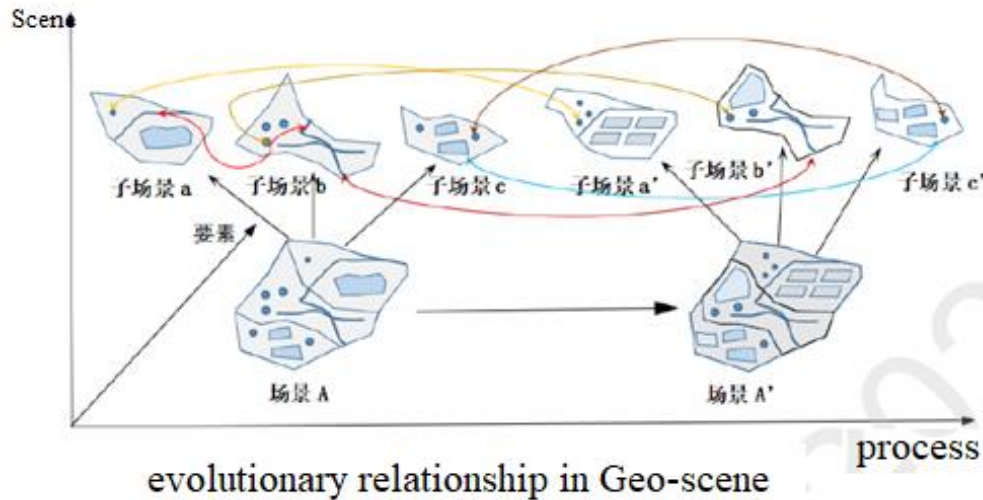 Scene
子场景 a
子场景 b
子场景 c
子场景 a'
子场景 b'
子场景 c'
要素
场景 A
场景 A'
process
evolutionary relationship in Geo-scene